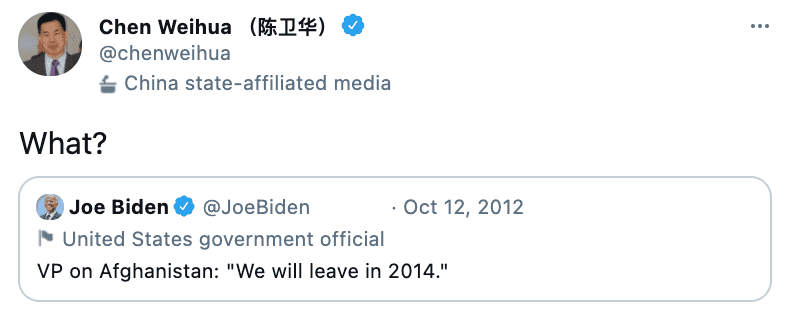 Chen Weihua （陈卫华）
@chenweihua
China state-affiliated media
What?
Joe Biden @JoeBiden · Oct 12, 2012
United States government official
VP on Afghanistan: "We will leave in 2014."